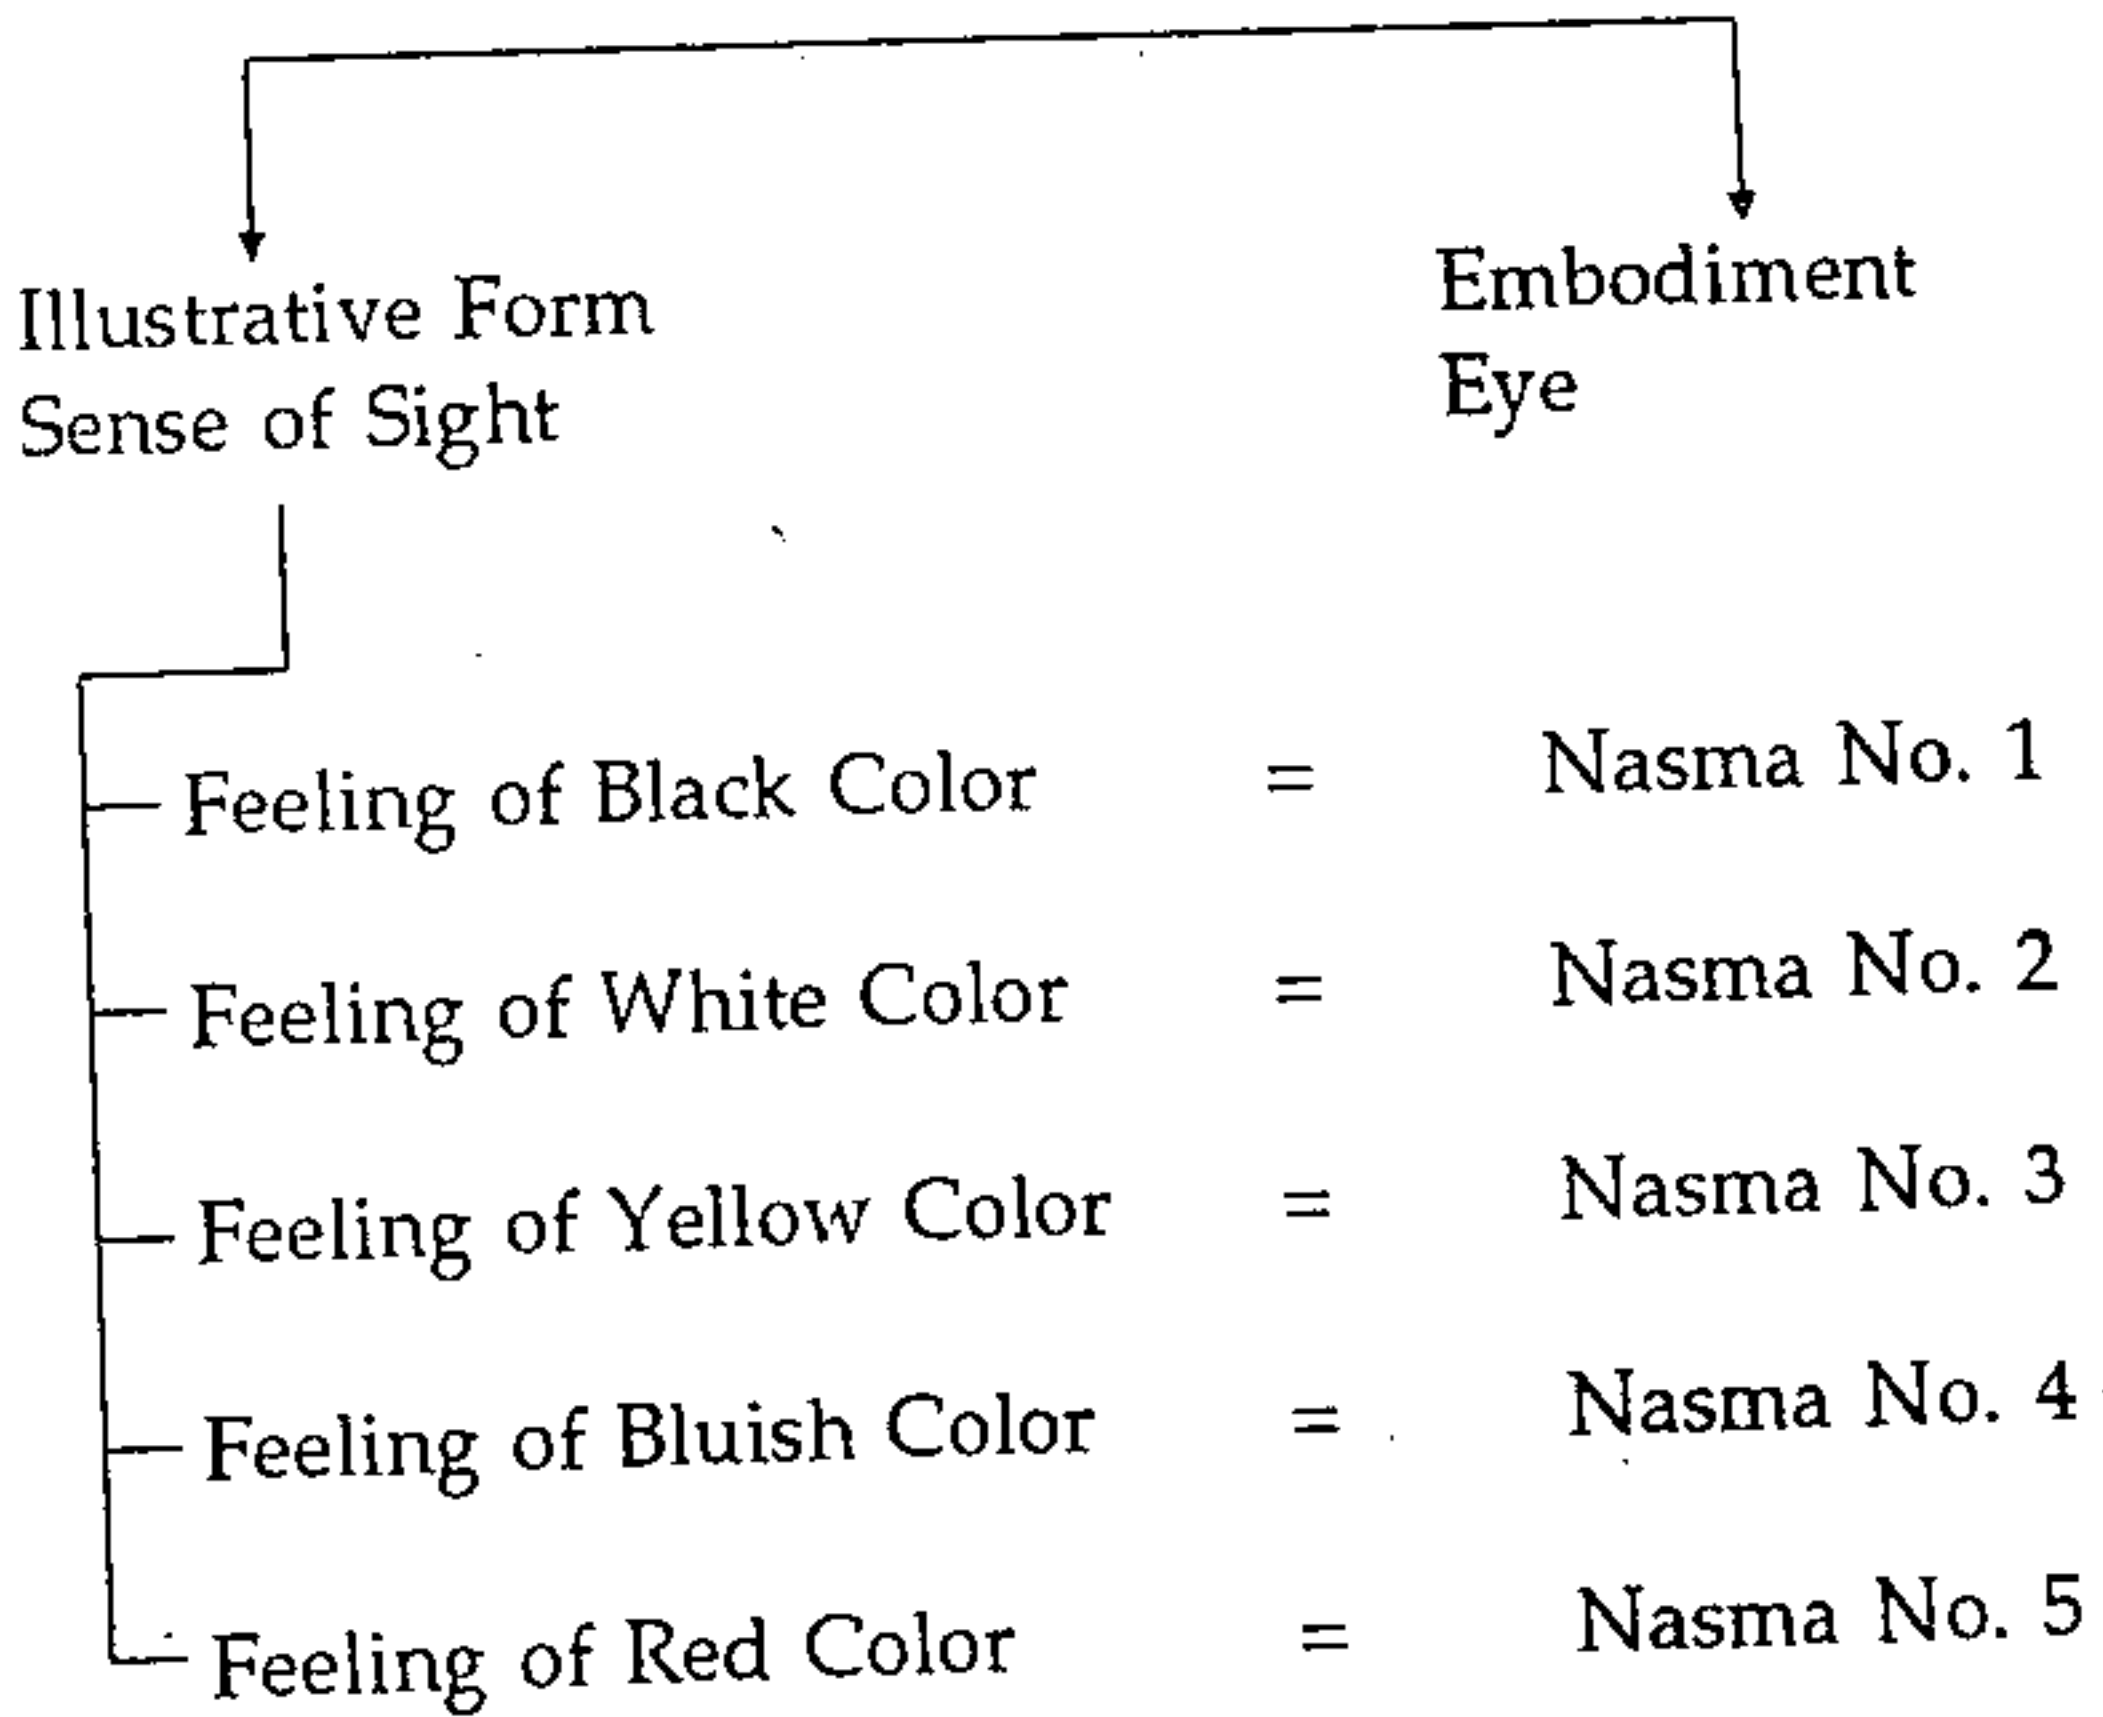 Illustrative Form
Sense of Sight
Embodiment
Eye
Feeling of Black Color = Nasma No. 1
Feeling of White Color = Nasma No. 2
Feeling of Yellow Color = Nasma No. 3
Feeling of Bluish Color = Nasma No. 4
Feeling of Red Color = Nasma No. 5